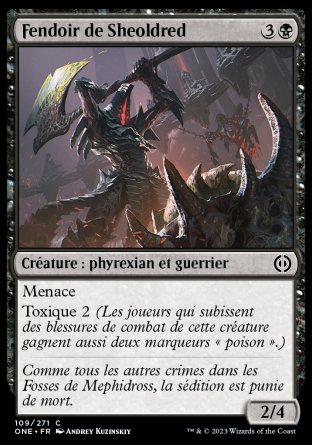 Fendoir de Sheoldred 3
Créature : phyrexian et guerrier
Menace
Toxique 2 (Les joueurs qui subissent
des blessures de combat de cette créature
gagnent aussi deux marqueurs « poison ».)
Comme tous les autres crimes dans les
Fosses de Mephidross, la sédition est punie
de mort.
109/271 C
ONE • FR Andrey Kuzinskiy
2/4
™ & © 2023 Wizards of the Coast